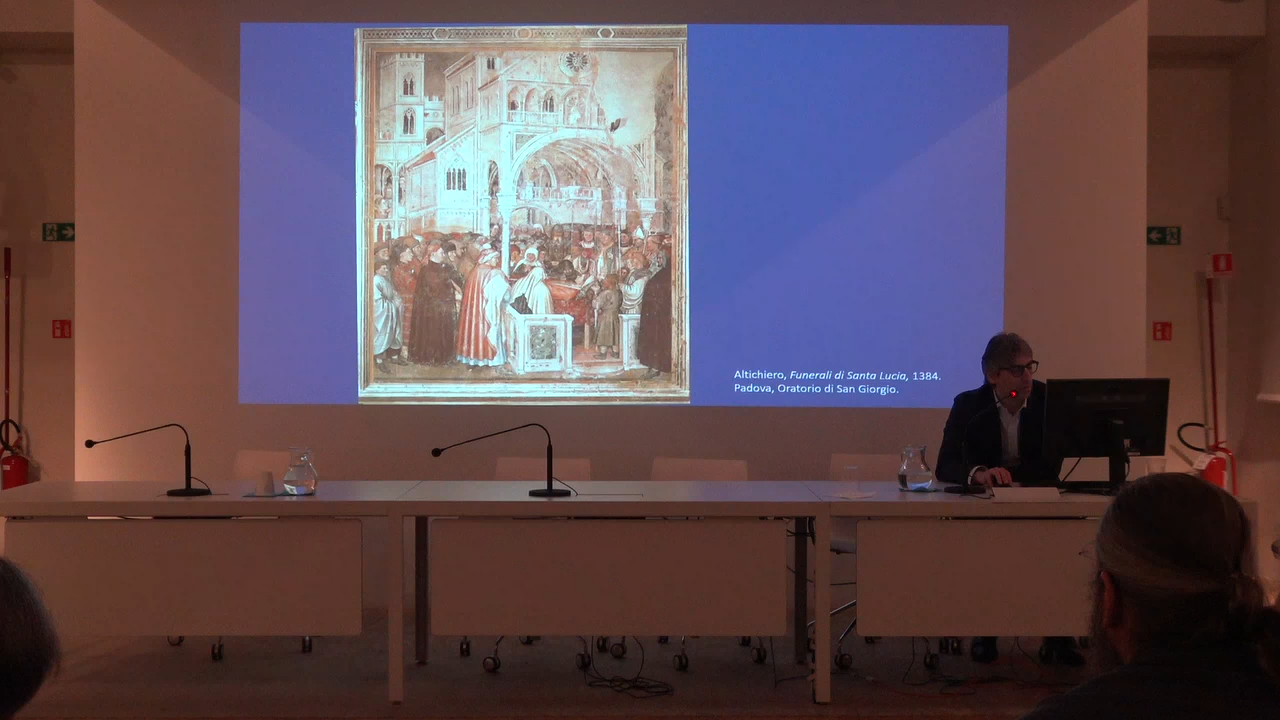 Altichiero, Funerali di Santa Lucia, 1384.
Padova, Oratorio di San Giorgio.